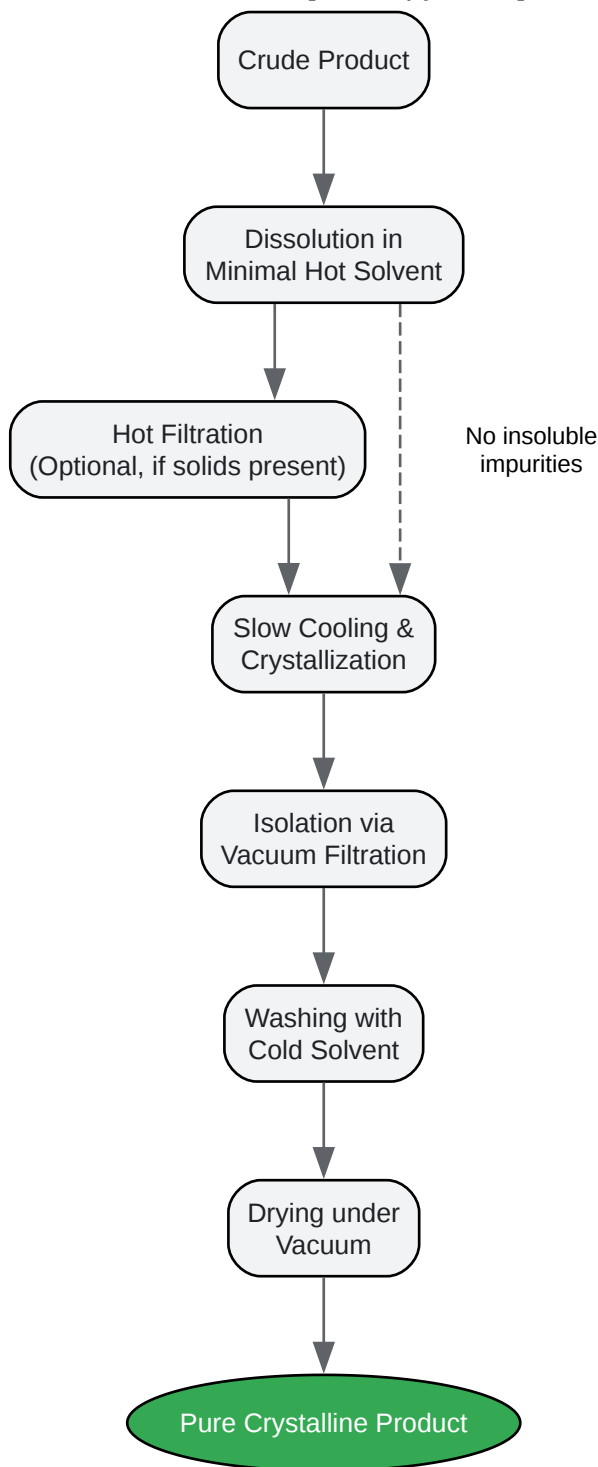 Crude Product
Dissolution in
Minimal Hot Solvent
Hot Filtration
(Optional, if solids present)
No insoluble
impurities
Slow Cooling &
Crystallization
Isolation via
Vacuum Filtration
Washing with
Cold Solvent
Drying under
Vacuum
Pure Crystalline Product